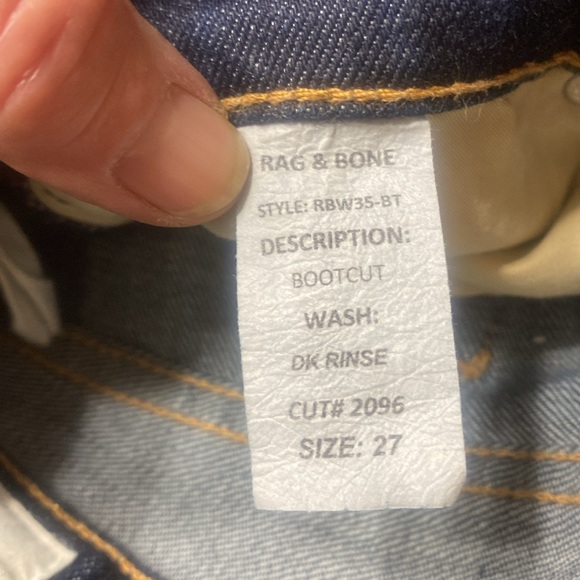 RAG & BONE
STYLE: RBW35-BT
DESCRIPTION:
BOOTCUT
WASH:
DK RINSE
CUT# 2096
SIZE: 27